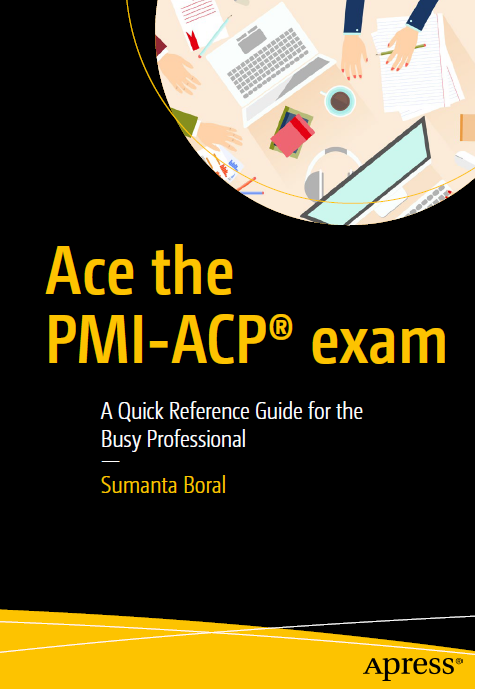 Ace the
PMI-ACP® exam
A Quick Reference Guide for the
Busy Professional
Sumanta Boral
Apress®